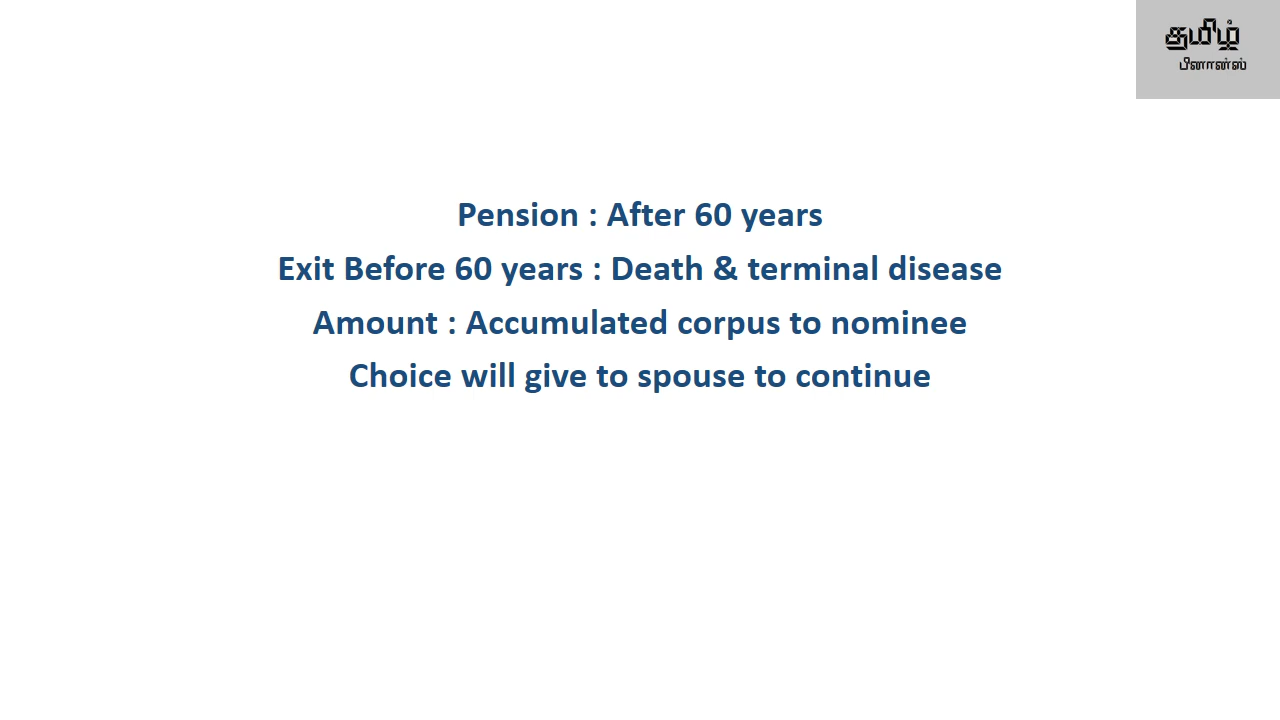 தமிழ்
பீனான்ஸ்
Pension : After 60 years
Exit Before 60 years : Death & terminal disease
Amount : Accumulated corpus to nominee
Choice will give to spouse to continue